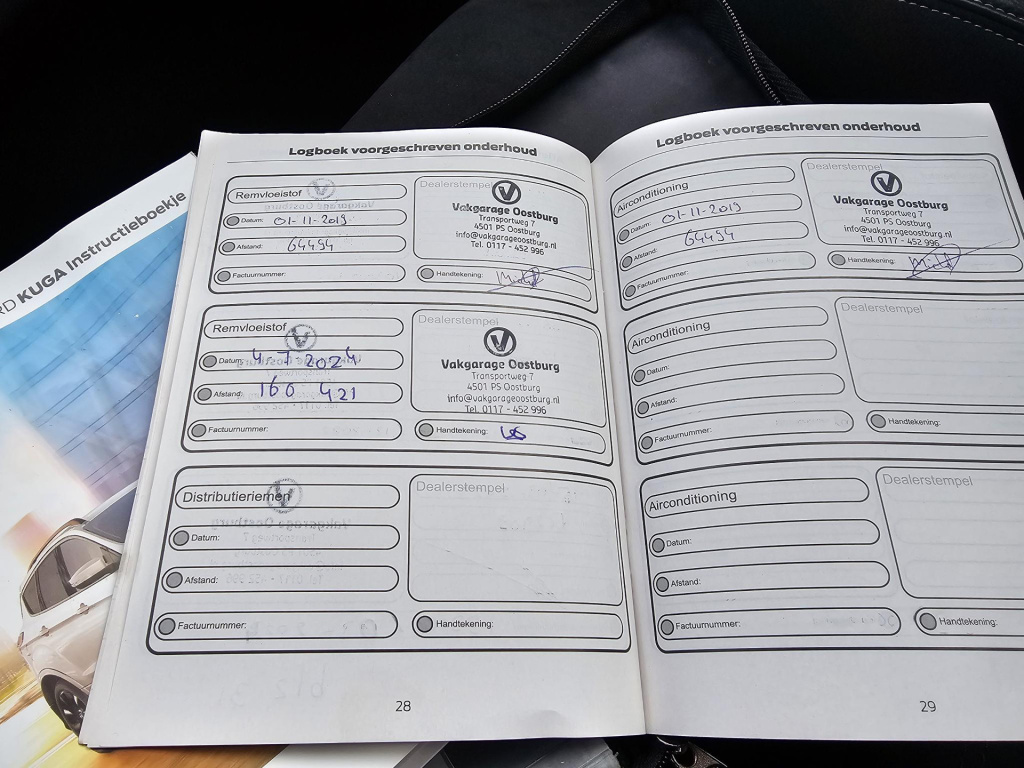 RD KUGA Instructieboekje
Logboek voorgeschreven onderhoud
Remvloeistof
Datum: 01-11-2019
Afstand: 64494
Factuurnummer:
Dealerstempel
Vakgarage Oostburg
Transportweg 7
4501 PS Oostburg
info@vakgarageoostburg.nl
Tel. 0117 - 452 996
Handtekening:
Remvloeistof
Datum: 4-7-2024
Afstand: 160 421
Factuurnummer:
Dealerstempel
Vakgarage Oostburg
Transportweg 7
4501 PS Oostburg
info@vakgarageoostburg.nl
Tel. 0117 - 452 996
Handtekening:
Distributieriemen
Datum:
Afstand:
Factuurnummer:
Dealerstempel
Handtekening:
28
Logboek voorgeschreven onderhoud
Airconditioning
Datum: 01-11-2019
Afstand: 64494
Factuurnummer:
Dealerstempel
Vakgarage Oostburg
Transportweg 7
4501 PS Oostburg
info@vakgarageoostburg.nl
Tel. 0117 - 452 996
Handtekening:
Airconditioning
Datum:
Afstand:
Factuurnummer:
Dealerstempel
Handtekening:
Airconditioning
Datum:
Afstand:
Factuurnummer:
Dealerstempel
Handtekening:
29